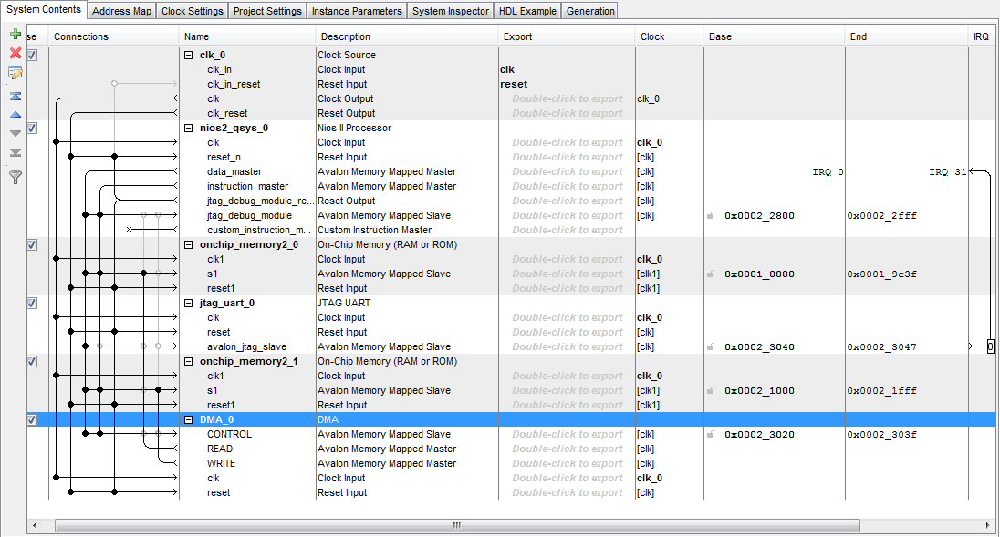 System Contents Address Map Clock Settings Project Settings Instance Parameters System Inspector HDL Example Generation
se Connections Name Description Export Clock Base End IRQ
clk_0 Clock Source
clk_in Clock Input clk
clk_in_reset Reset Input reset
clk Clock Output Double-click to export clk_0
clk_reset Reset Output Double-click to export
nios2_qsys_0 Nios II Processor
clk Clock Input Double-click to export clk_0
reset_n Reset Input Double-click to export [clk]
data_master Avalon Memory Mapped Master Double-click to export [clk] IRQ 0 IRQ 31
instruction_master Avalon Memory Mapped Master Double-click to export [clk]
jtag_debug_module_re... Reset Output Double-click to export [clk]
jtag_debug_module Avalon Memory Mapped Slave Double-click to export [clk] 0x0002_2800 0x0002_2fff
custom_instruction_m... Custom Instruction Master Double-click to export
onchip_memory2_0 On-Chip Memory (RAM or ROM)
clk1 Clock Input Double-click to export clk_0
s1 Avalon Memory Mapped Slave Double-click to export [clk1] 0x0001_0000 0x0001_9c3f
reset1 Reset Input Double-click to export [clk1]
jtag_uart_0 JTAG UART
clk Clock Input Double-click to export clk_0
reset Reset Input Double-click to export [clk]
avalon_jtag_slave Avalon Memory Mapped Slave Double-click to export [clk] 0x0002_3040 0x0002_3047 0
onchip_memory2_1 On-Chip Memory (RAM or ROM)
clk1 Clock Input Double-click to export clk_0
s1 Avalon Memory Mapped Slave Double-click to export [clk1] 0x0002_1000 0x0002_1fff
reset1 Reset Input Double-click to export [clk1]
DMA_0 DMA
CONTROL Avalon Memory Mapped Slave Double-click to export [clk] 0x0002_3020 0x0002_303f
READ Avalon Memory Mapped Master Double-click to export [clk]
WRITE Avalon Memory Mapped Master Double-click to export [clk]
clk Clock Input Double-click to export clk_0
reset Reset Input Double-click to export [clk]